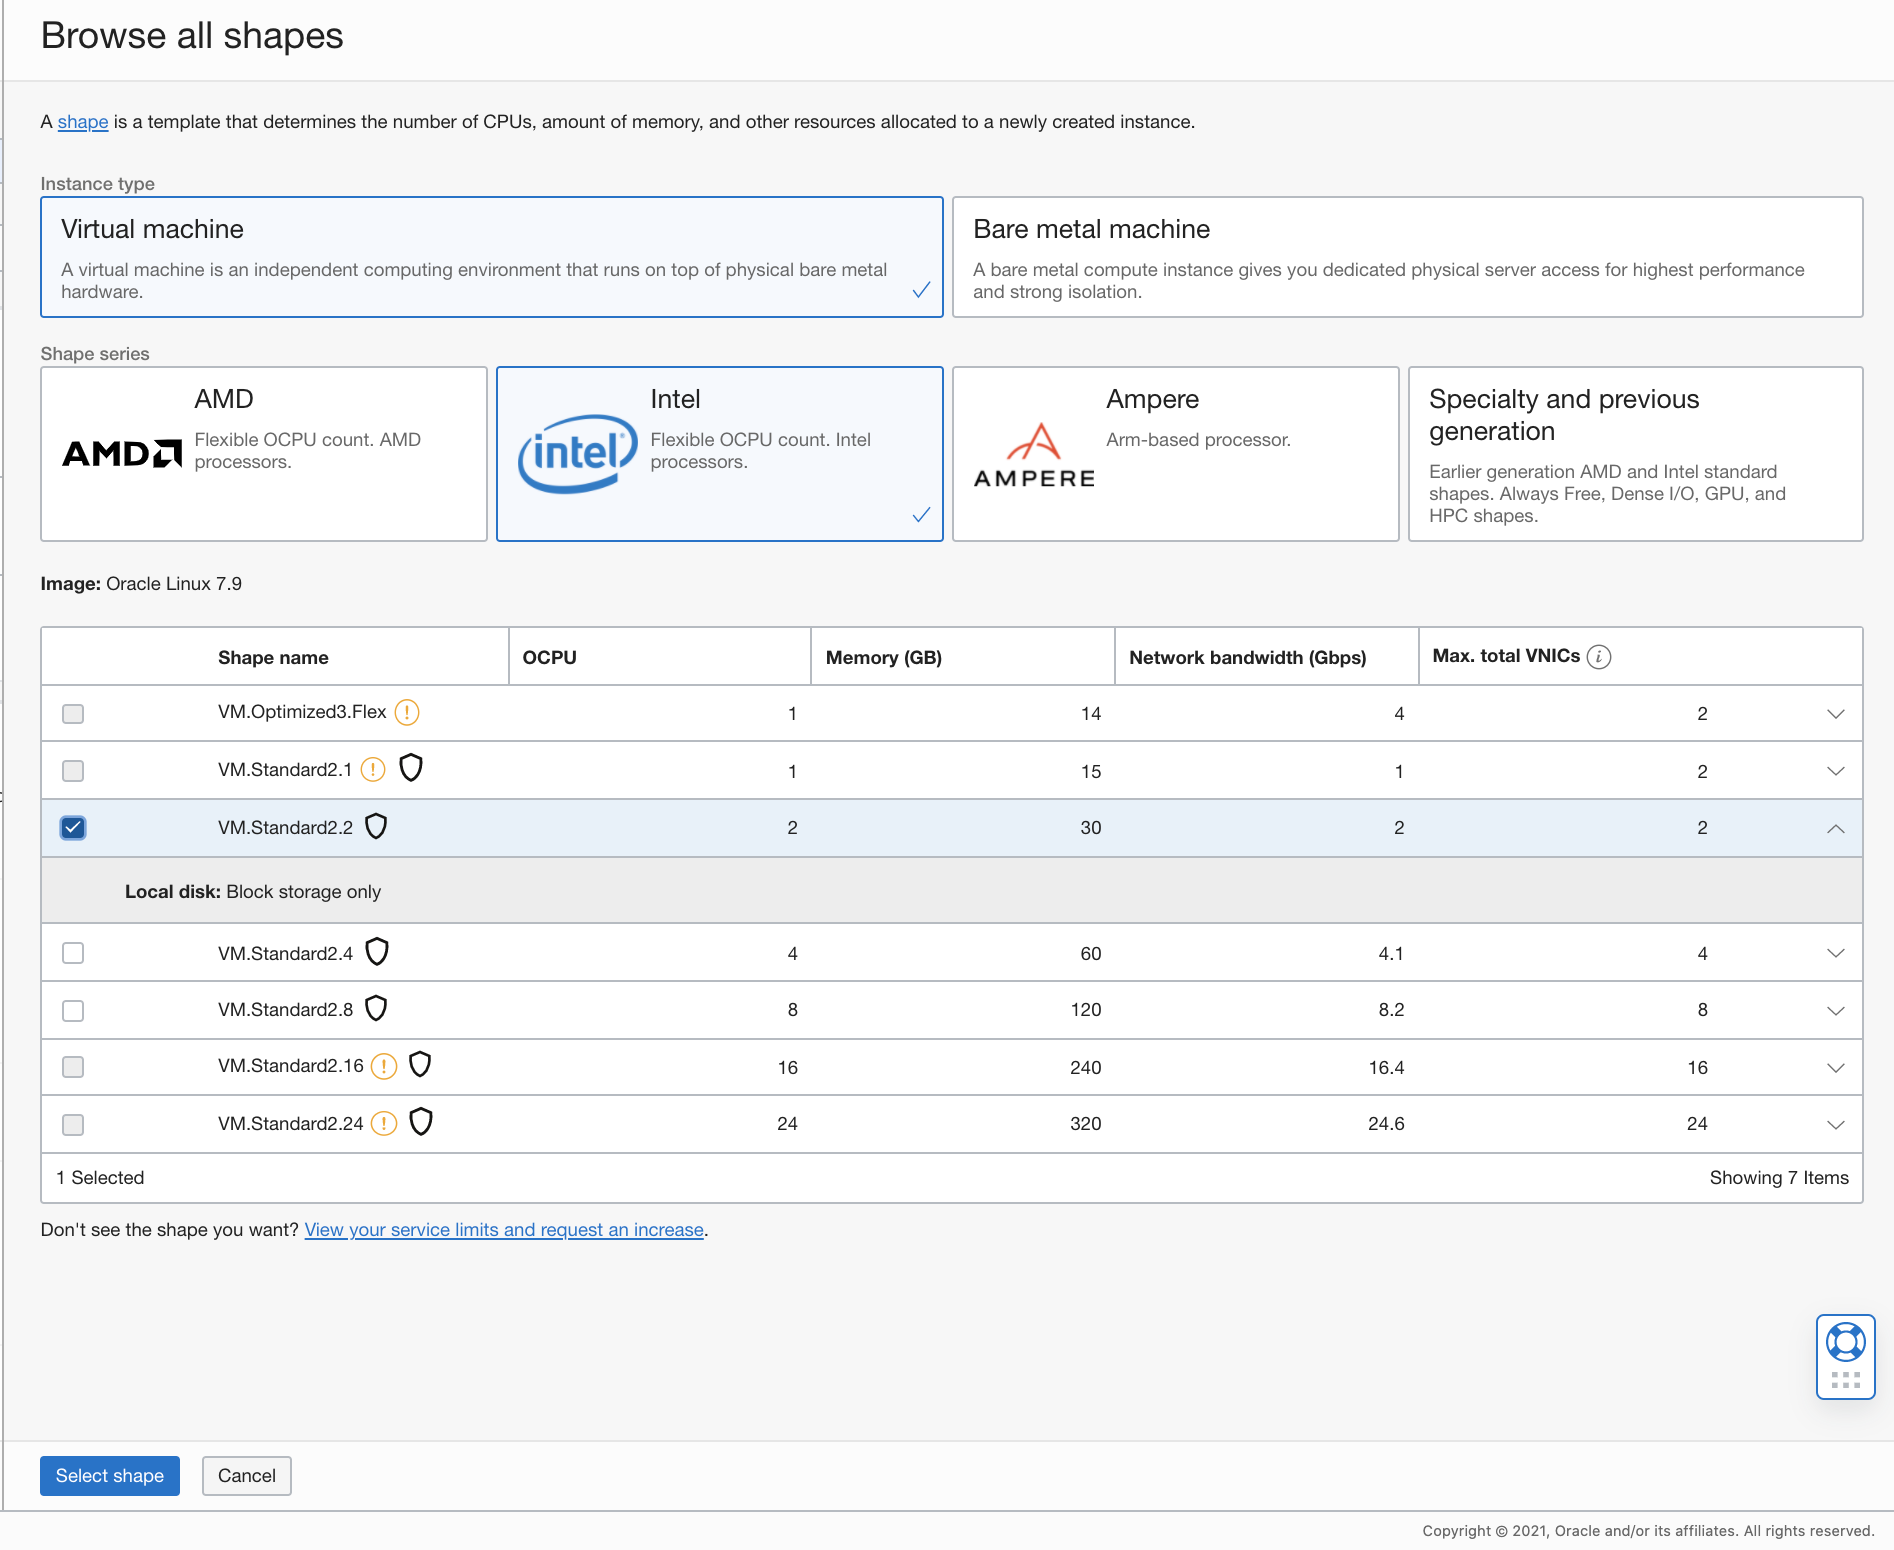 Browse all shapes
A shape is a template that determines the number of CPUs, amount of memory, and other resources allocated to a newly created instance.
Instance type
Virtual machine
A virtual machine is an independent computing environment that runs on top of physical bare metal
hardware.
Bare metal machine
A bare metal compute instance gives you dedicated physical server access for highest performance
and strong isolation.
Shape series
AMD
AMD
Flexible OCPU count. AMD
processors.
Intel
intel
Flexible OCPU count. Intel
processors.
Ampere
AMPERE
Arm-based processor.
Specialty and previous
generation
Earlier generation AMD and Intel standard
shapes. Always Free, Dense I/O, GPU, and
HPC shapes.
Image: Oracle Linux 7.9
Shape name OCPU Memory (GB) Network bandwidth (Gbps) Max. total VNICs
VM.Optimized3.Flex 1 14 4 2
VM.Standard2.1 1 15 1 2
VM.Standard2.2 2 30 2 2
Local disk: Block storage only
VM.Standard2.4 4 60 4.1 4
VM.Standard2.8 8 120 8.2 8
VM.Standard2.16 16 240 16.4 16
VM.Standard2.24 24 320 24.6 24
1 Selected Showing 7 Items
Don't see the shape you want? View your service limits and request an increase.
Select shape Cancel
Copyright © 2021, Oracle and/or its affiliates. All rights reserved.